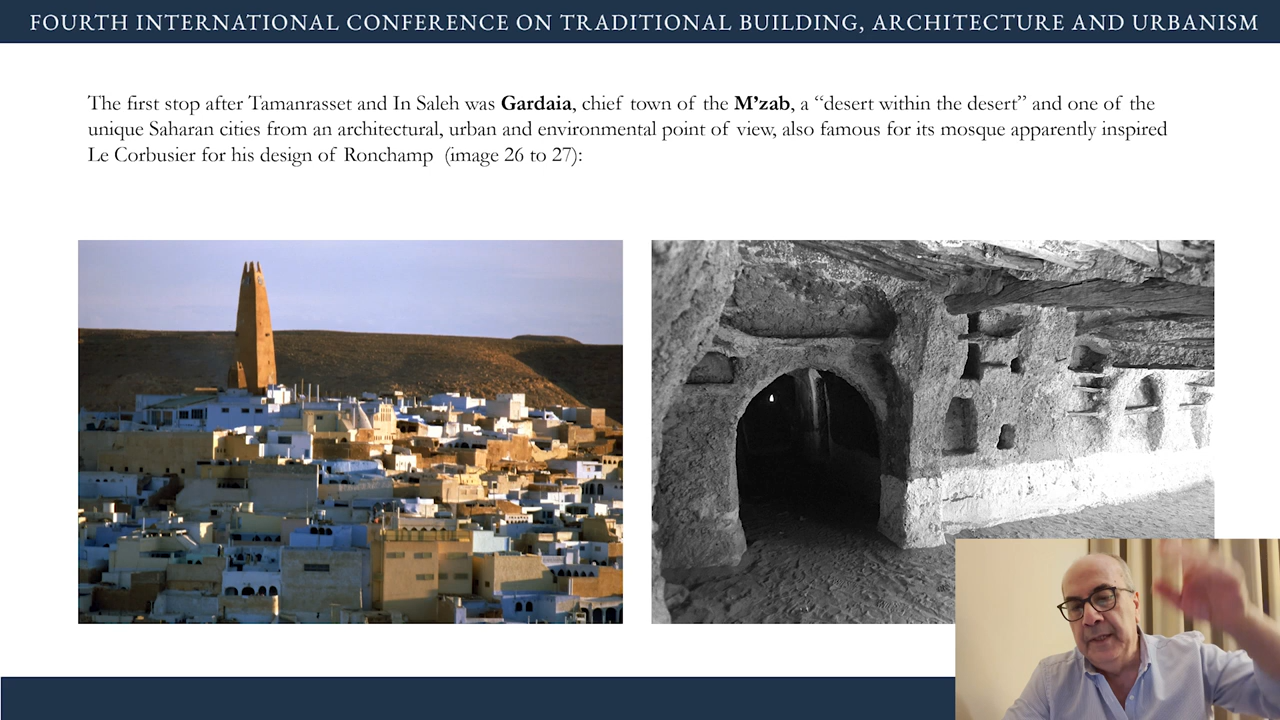 FOURTH INTERNATIONAL CONFERENCE ON TRADITIONAL BUILDING, ARCHITECTURE AND URBANISM
The first stop after Tamanrasset and In Saleh was Gardaia, chief town of the M’zab, a “desert within the desert” and one of the
unique Saharan cities from an architectural, urban and environmental point of view, also famous for its mosque apparently inspired
Le Corbusier for his design of Ronchamp (image 26 to 27):